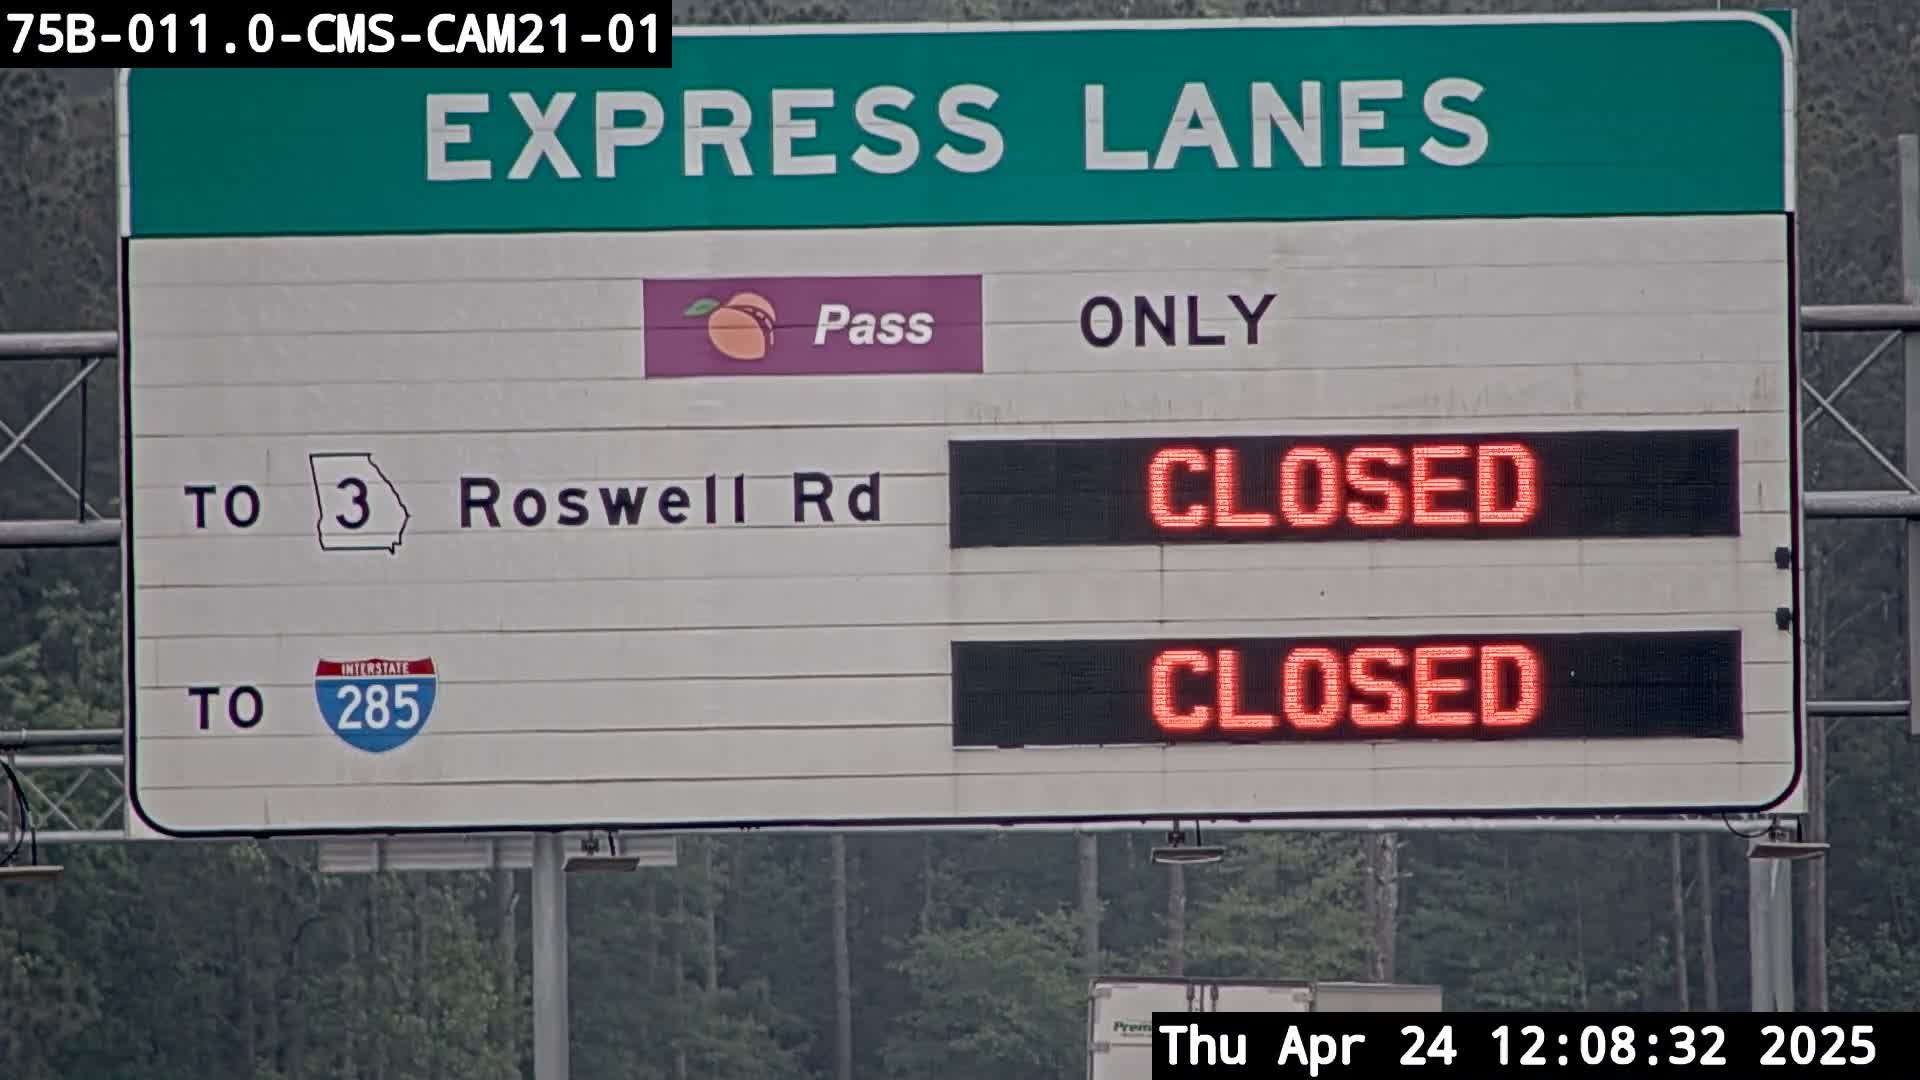 75B-011.0-CMS-CAM21-01
EXPRESS LANES
Pass ONLY
TO 3 Roswell Rd CLOSED
INTERSTATE
TO 285 CLOSED
Thu Apr 24 12:08:32 2025